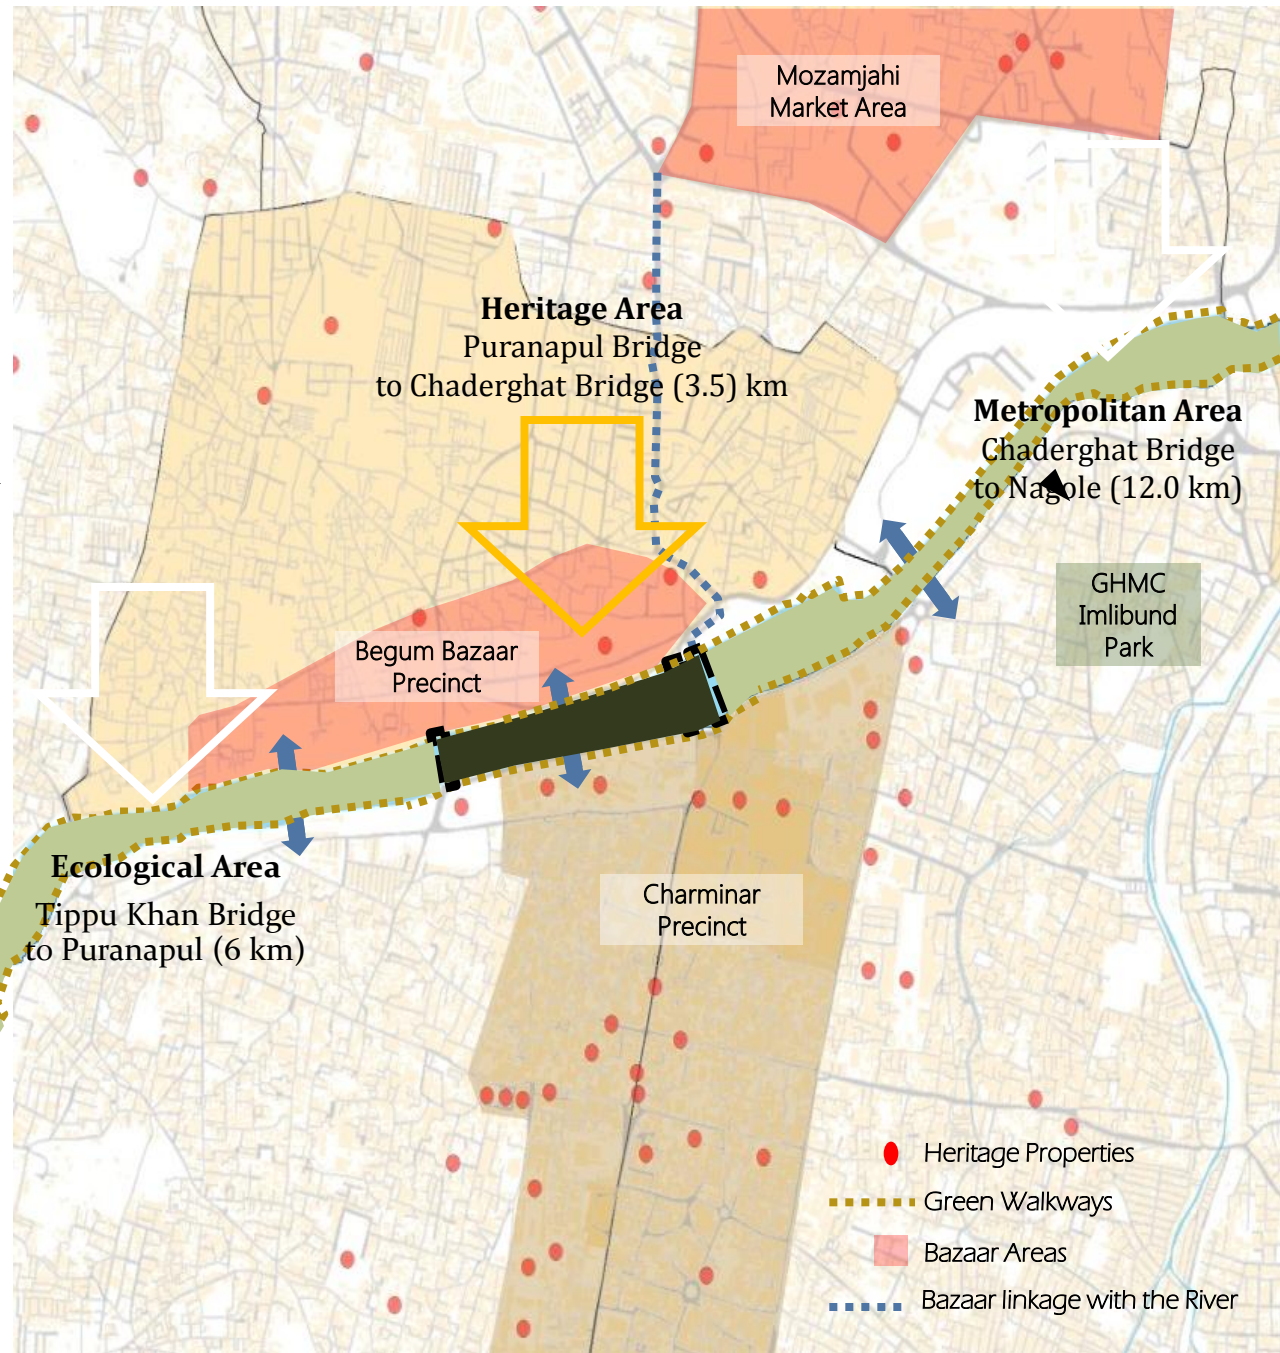 Mozamjahi
Market Area
Heritage Area
Puranapul Bridge
to Chaderghat Bridge (3.5) km
Metropolitan Area
Chaderghat Bridge
to Nagole (12.0 km)
GHMC
Imlibund
Park
Begum Bazaar
Precinct
Ecological Area
Tippu Khan Bridge
to Puranapul (6 km)
Charminar
Precinct
Heritage Properties
Green Walkways
Bazaar Areas
Bazaar linkage with the River